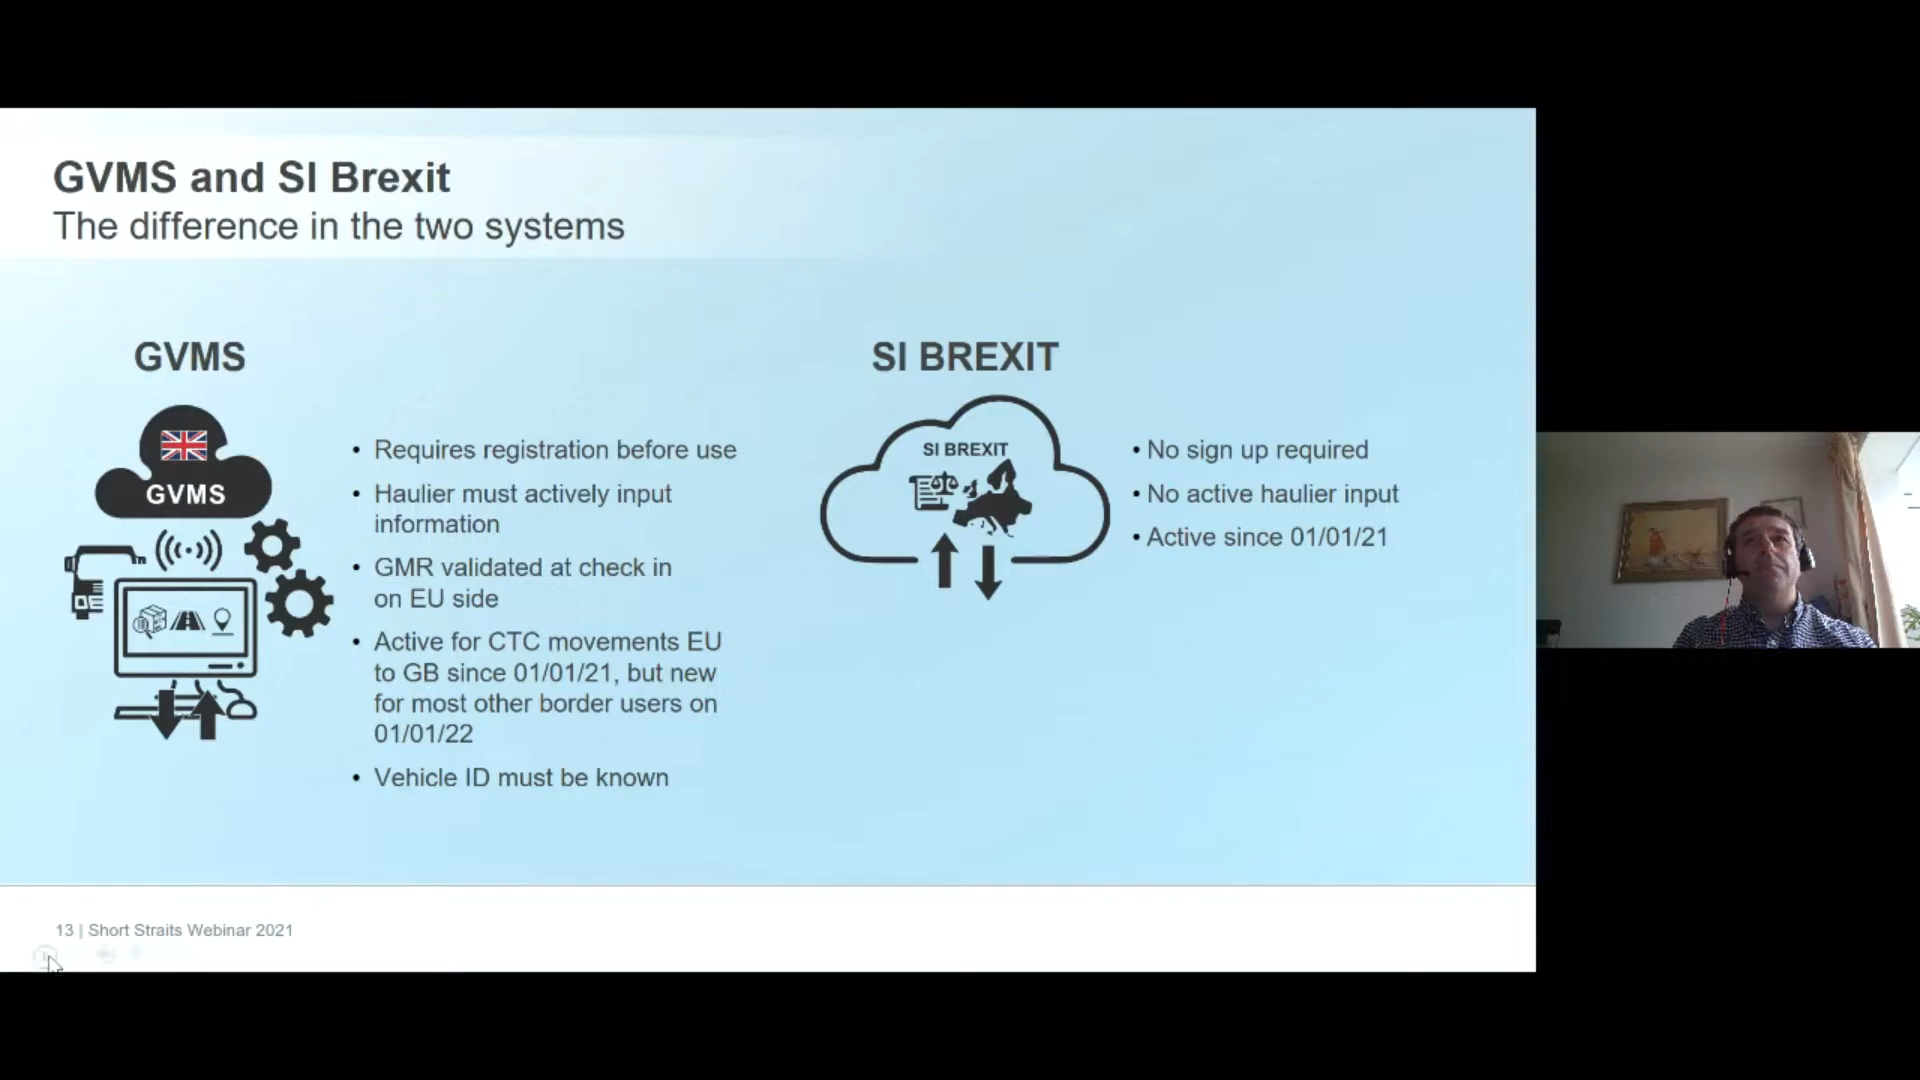 GVMS and SI Brexit
The difference in the two systems
GVMS
GVMS
• Requires registration before use
• Haulier must actively input
information
• GMR validated at check in
on EU side
• Active for CTC movements EU
to GB since 01/01/21, but new
for most other border users on
01/01/22
• Vehicle ID must be known
SI BREXIT
SI BREXIT
• No sign up required
• No active haulier input
• Active since 01/01/21
13 | Short Straits Webinar 2021